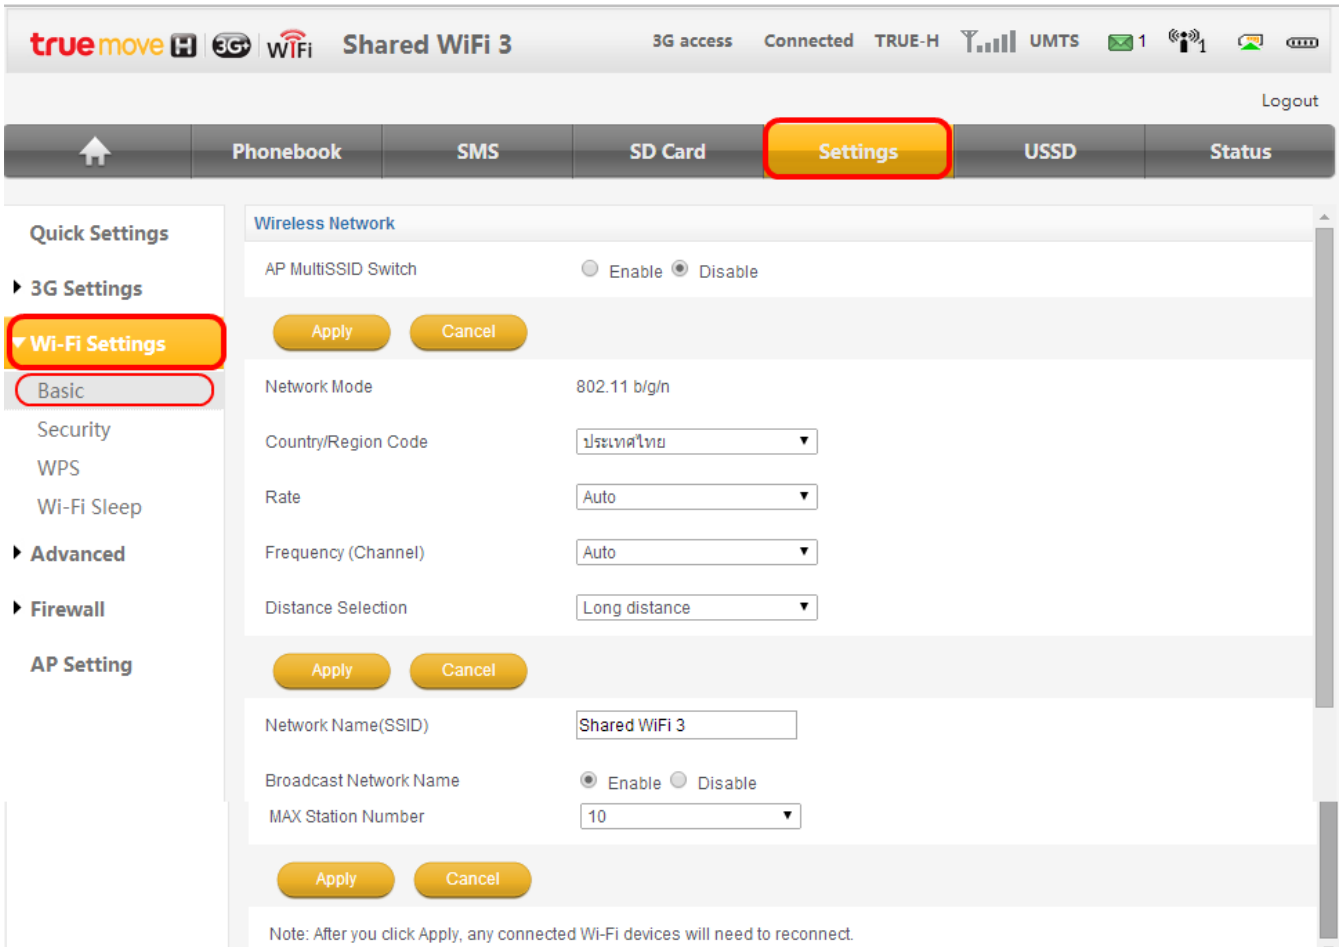 truemove H 3G+ WiFi Shared WiFi 3 3G access Connected TRUE-H UMTS 1 1
Logout
Phonebook SMS SD Card Settings USSD Status
Quick Settings
3G Settings
Wi-Fi Settings
Basic
Security
WPS
Wi-Fi Sleep
Advanced
Firewall
AP Setting
Wireless Network
AP MultiSSID Switch Enable Disable
Apply Cancel
Network Mode 802.11 b/g/n
Country/Region Code ประเทศไทย
Rate Auto
Frequency (Channel) Auto
Distance Selection Long distance
Apply Cancel
Network Name(SSID) Shared WiFi 3
Broadcast Network Name Enable Disable
MAX Station Number 10
Apply Cancel
Note: After you click Apply, any connected Wi-Fi devices will need to reconnect.